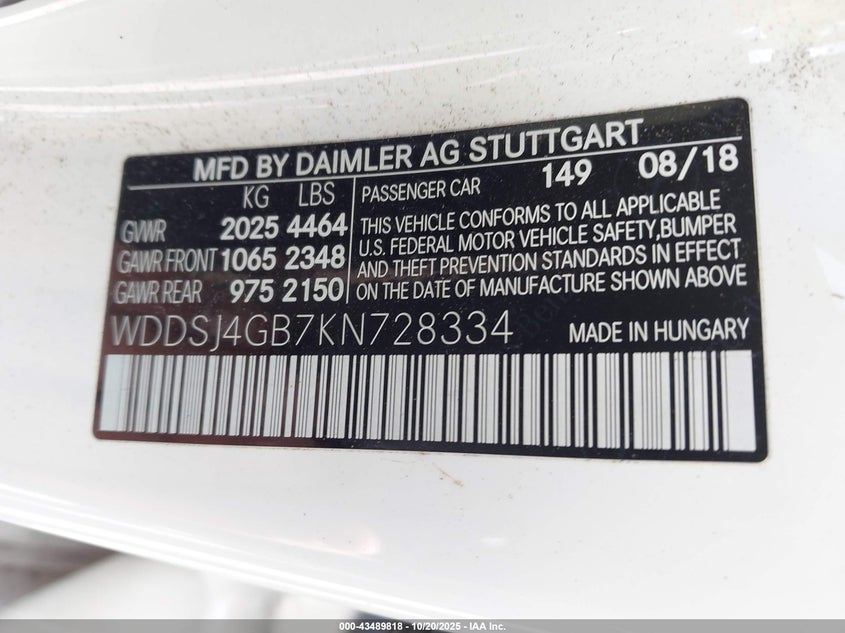 MFD BY DAIMLER AG STUTTGART
KG LBS
GVWR 2025 4464
GAWR FRONT 1065 2348
GAWR REAR 975 2150
PASSENGER CAR 149 08/18
THIS VEHICLE CONFORMS TO ALL APPLICABLE
U.S. FEDERAL MOTOR VEHICLE SAFETY,BUMPER
AND THEFT PREVENTION STANDARDS IN EFFECT
ON THE DATE OF MANUFACTURE SHOWN ABOVE
WDDSJ4GB7KN728334 MADE IN HUNGARY
000-43489818 - 10/20/2025 - IAA Inc.